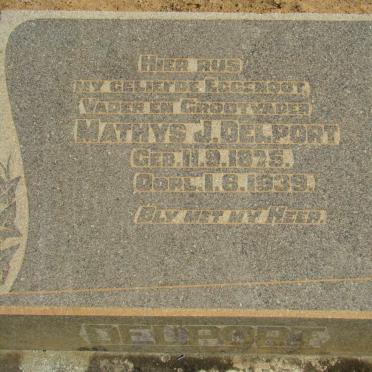 HIER RUS
MY GELIEFDE EGGENOOT,
VADER EN GROOTVADER
MATHYS J. DELPORT
GEB. 11.9.1875.
OORL. 1.6.1939.
BLY MET MY HEER.
DELPORT